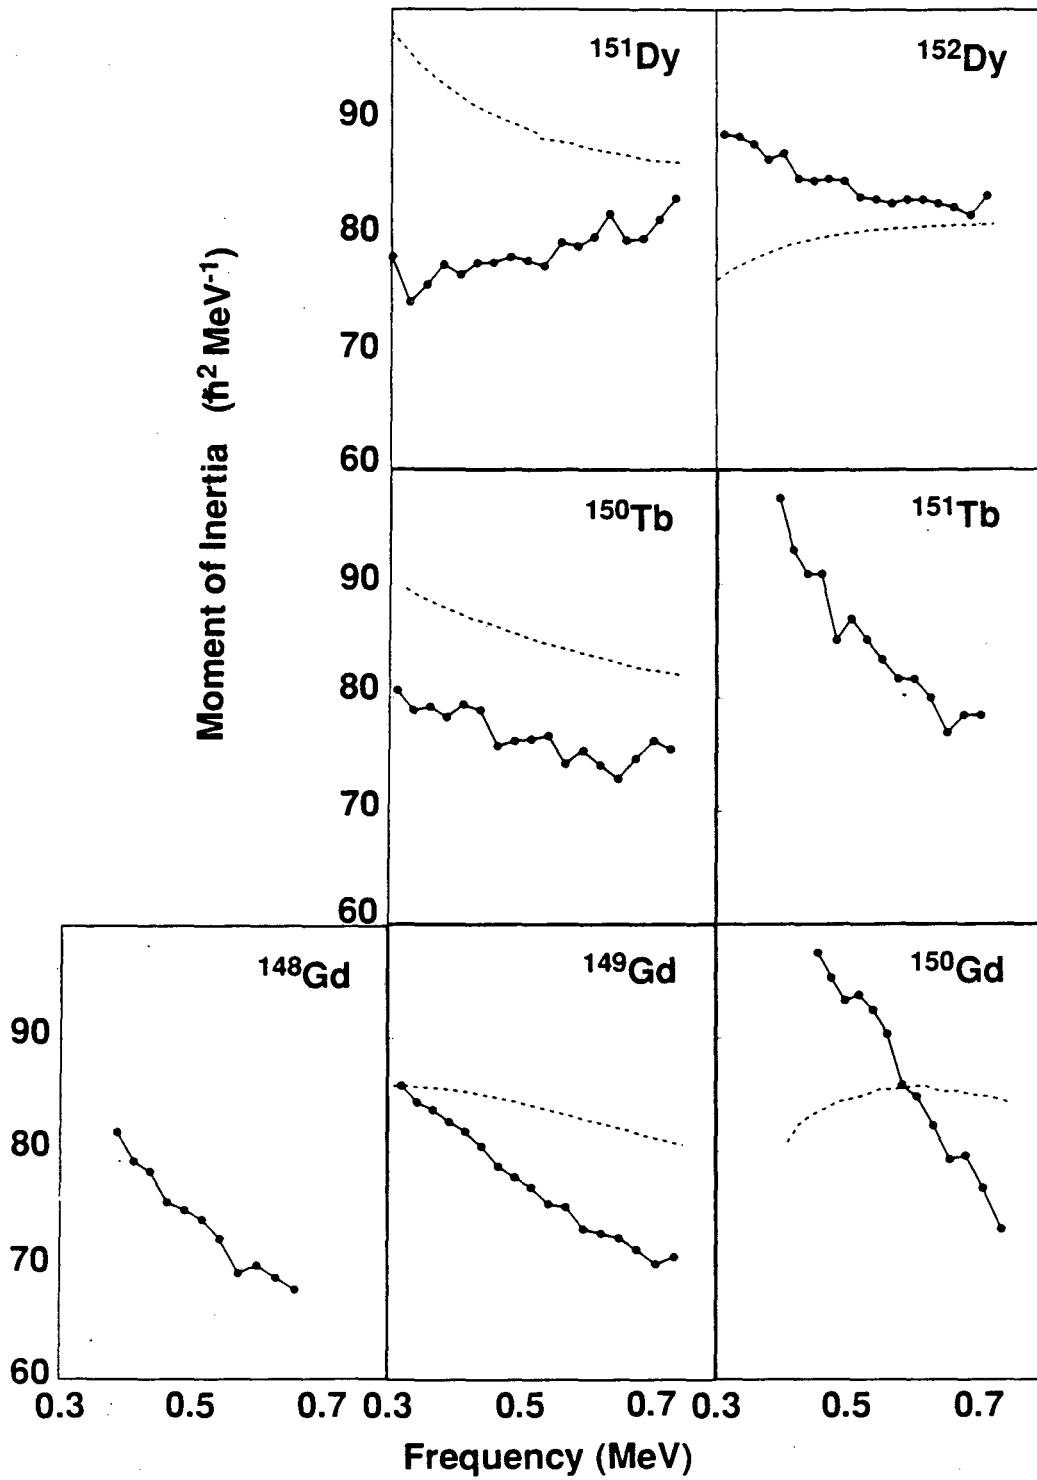 ¹⁵¹Dy ¹⁵²Dy
90
80
70
60
Moment of Inertia (ħ² MeV⁻¹)
¹⁵⁰Tb ¹⁵¹Tb
90
80
70
60
¹⁴⁸Gd ¹⁴⁹Gd ¹⁵⁰Gd
90
80
70
60
0.3 0.5 0.7 0.3 0.5 0.7 0.3 0.5 0.7
Frequency (MeV)